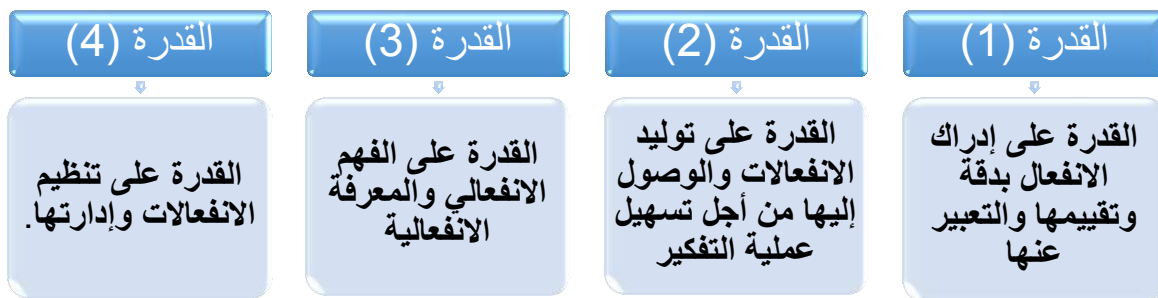 القدرة (1)
القدرة على إدراك
الانفعال بدقة
وتقييمها والتعبير
عنها
القدرة (2)
القدرة على توليد
الانفعالات والوصول
إليها من أجل تسهيل
عملية التفكير
القدرة (3)
القدرة على الفهم
الانفعالي والمعرفة
الانفعالية
القدرة (4)
القدرة على تنظيم
الانفعالات وإدارتها.